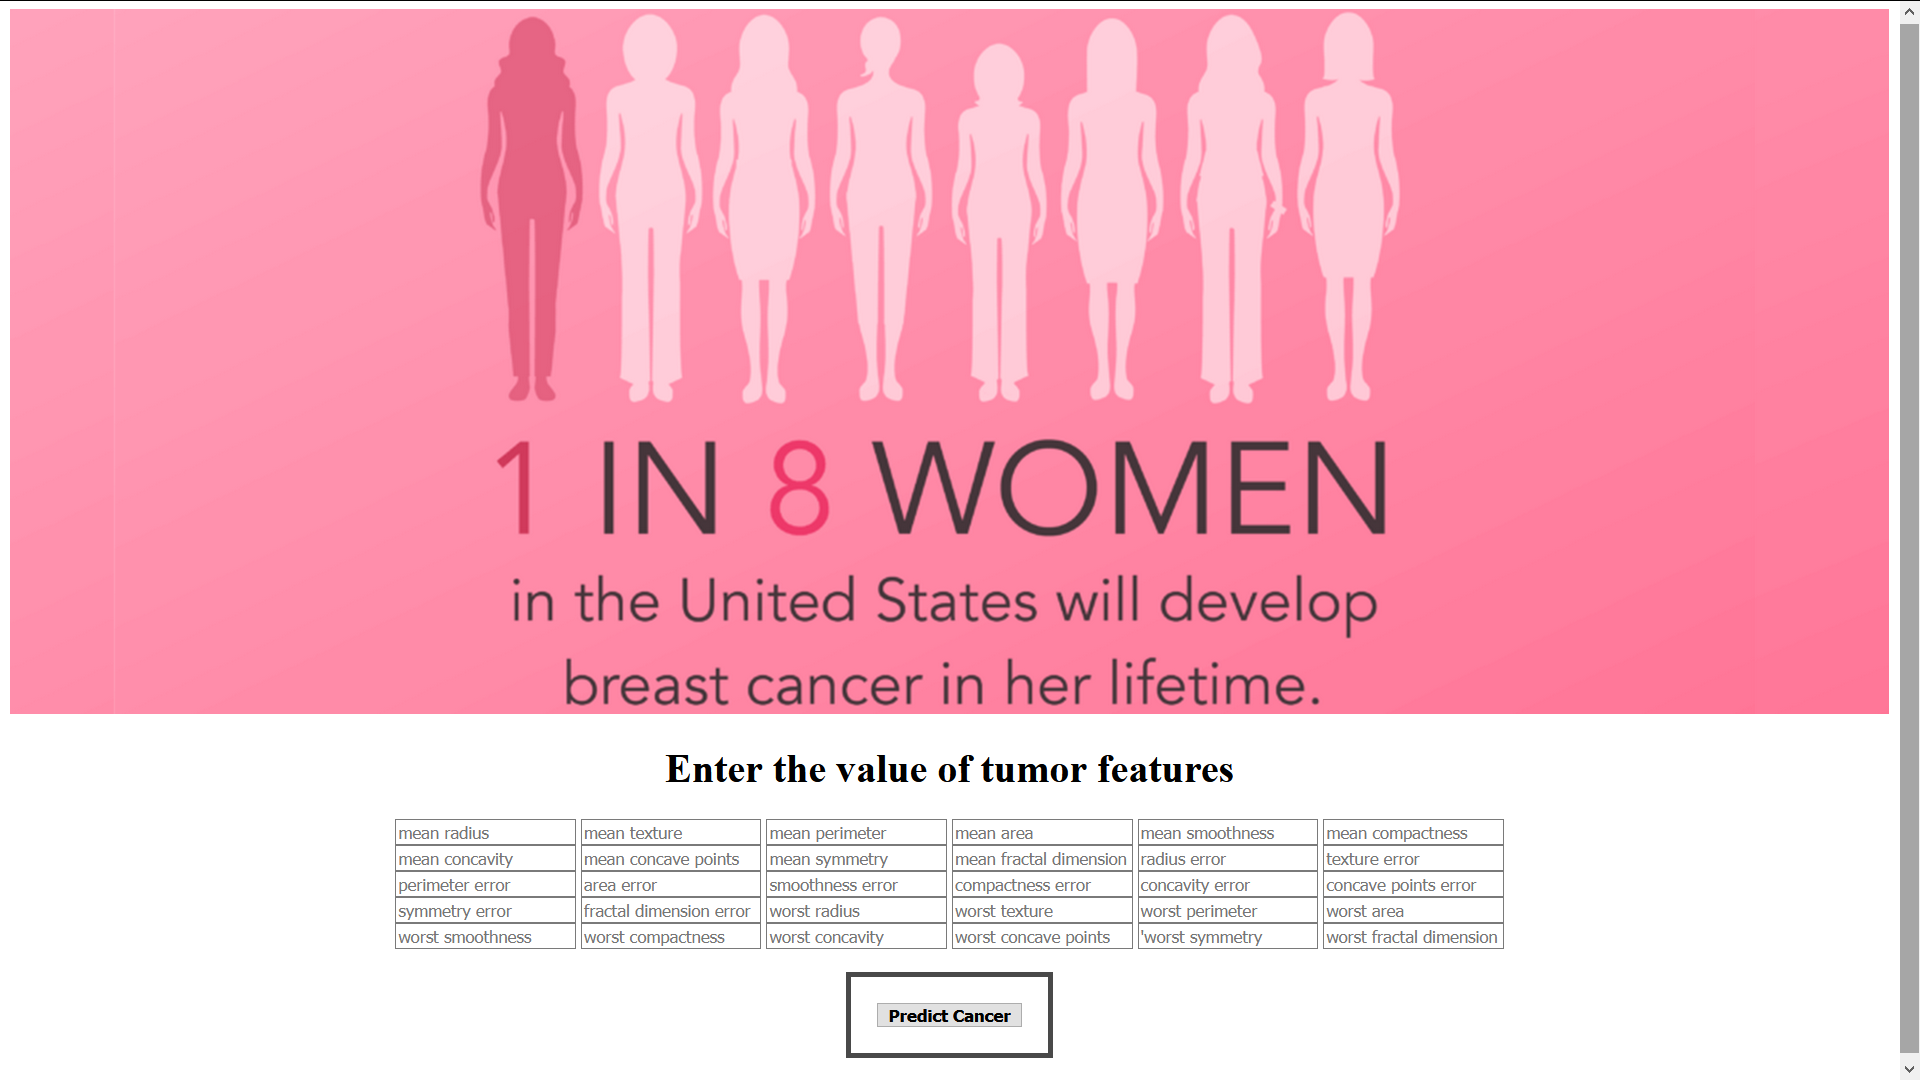 1 IN 8 WOMEN
in the United States will develop
breast cancer in her lifetime.
Enter the value of tumor features
mean radius mean texture mean perimeter mean area mean smoothness mean compactness
mean concavity mean concave points mean symmetry mean fractal dimension radius error texture error
perimeter error area error smoothness error compactness error concavity error concave points error
symmetry error fractal dimension error worst radius worst texture worst perimeter worst area
worst smoothness worst compactness worst concavity worst concave points 'worst symmetry worst fractal dimension
Predict Cancer